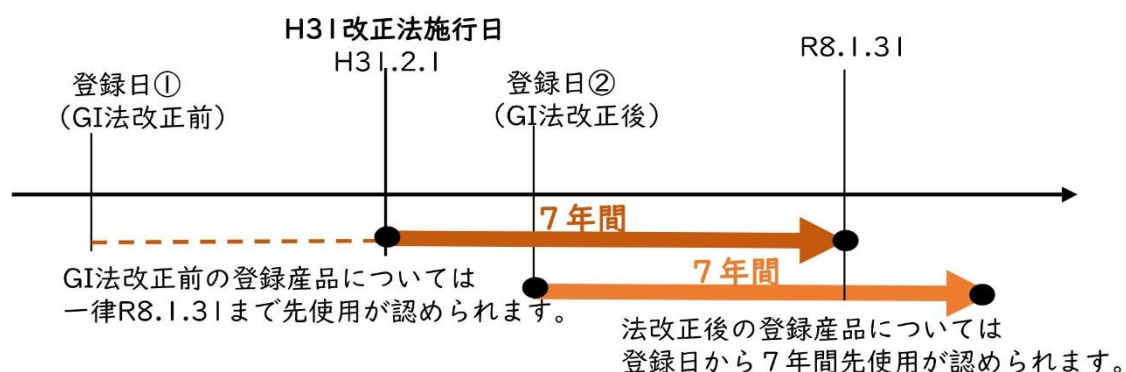 H31改正法施行日
H31.2.1
R8.1.31
登録日①
（GI法改正前）
登録日②
（GI法改正後）
７年間
７年間
GI法改正前の登録産品については
一律R8.1.31まで先使用が認められます。
法改正後の登録産品については
登録日から７年間先使用が認められます。